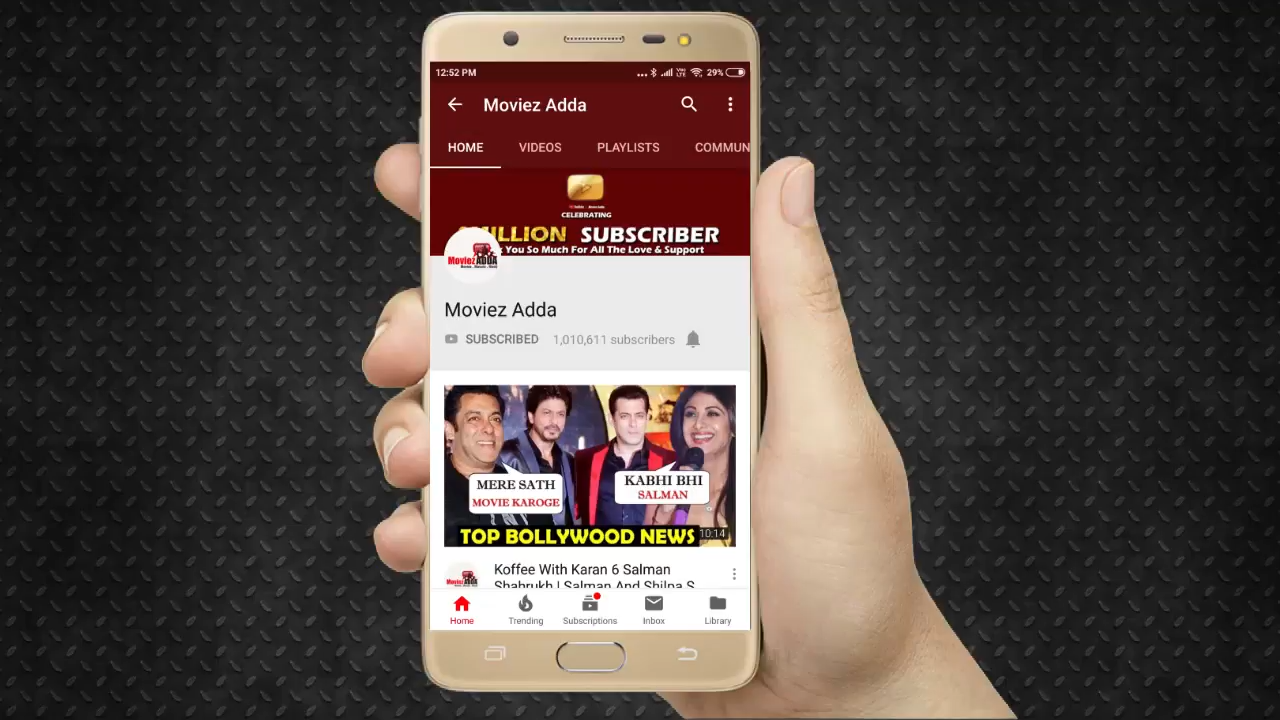 12:52 PM
29%
Moviez Adda
HOME VIDEOS PLAYLISTS COMMUN
CELEBRATING
ILLION SUBSCRIBER
k You So Much For All The Love & Support
Moviez ADDA
Moviez Adda
SUBSCRIBED 1,010,611 subscribers
MERE SATH
MOVIE KAROGE
KABHI BHI
SALMAN
TOP BOLLYWOOD NEWS
10:14
Koffee With Karan 6 Salman
Shahrukh | Salman And Shilpa S
Home Trending Subscriptions Inbox Library